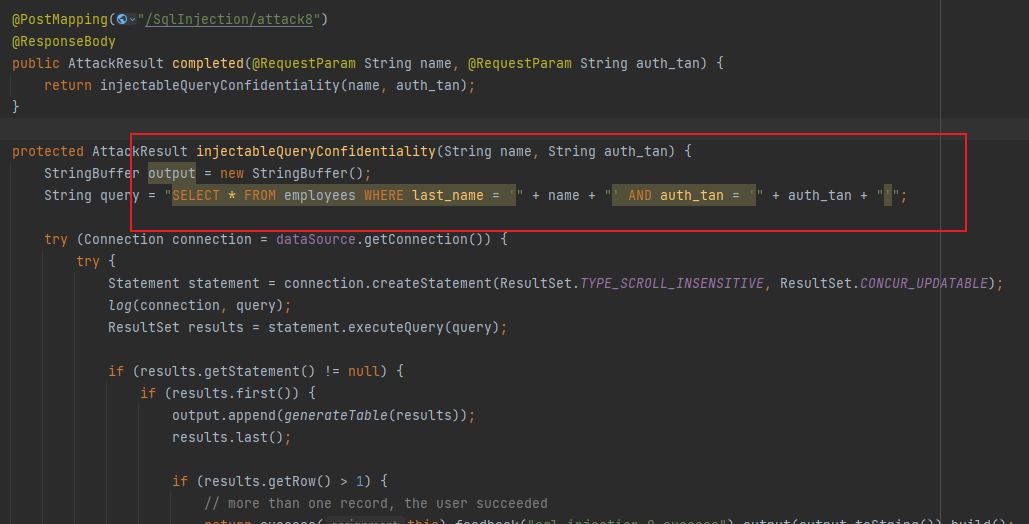 @PostMapping("/SqlInjection/attack8")
@ResponseBody
public AttackResult completed(@RequestParam String name, @RequestParam String auth_tan) {
    return injectableQueryConfidentiality(name, auth_tan);
}
protected AttackResult injectableQueryConfidentiality(String name, String auth_tan) {
    StringBuffer output = new StringBuffer();
    String query = "SELECT * FROM employees WHERE last_name = '" + name + "' AND auth_tan = '" + auth_tan + "'";
    try (Connection connection = dataSource.getConnection()) {
        try {
            Statement statement = connection.createStatement(ResultSet.TYPE_SCROLL_INSENSITIVE, ResultSet.CONCUR_UPDATABLE);
            log(connection, query);
            ResultSet results = statement.executeQuery(query);
            if (results.getStatement() != null) {
                if (results.first()) {
                    output.append(generateTable(results));
                    results.last();
                    if (results.getRow() > 1) {
                        // more than one record, the user succeeded